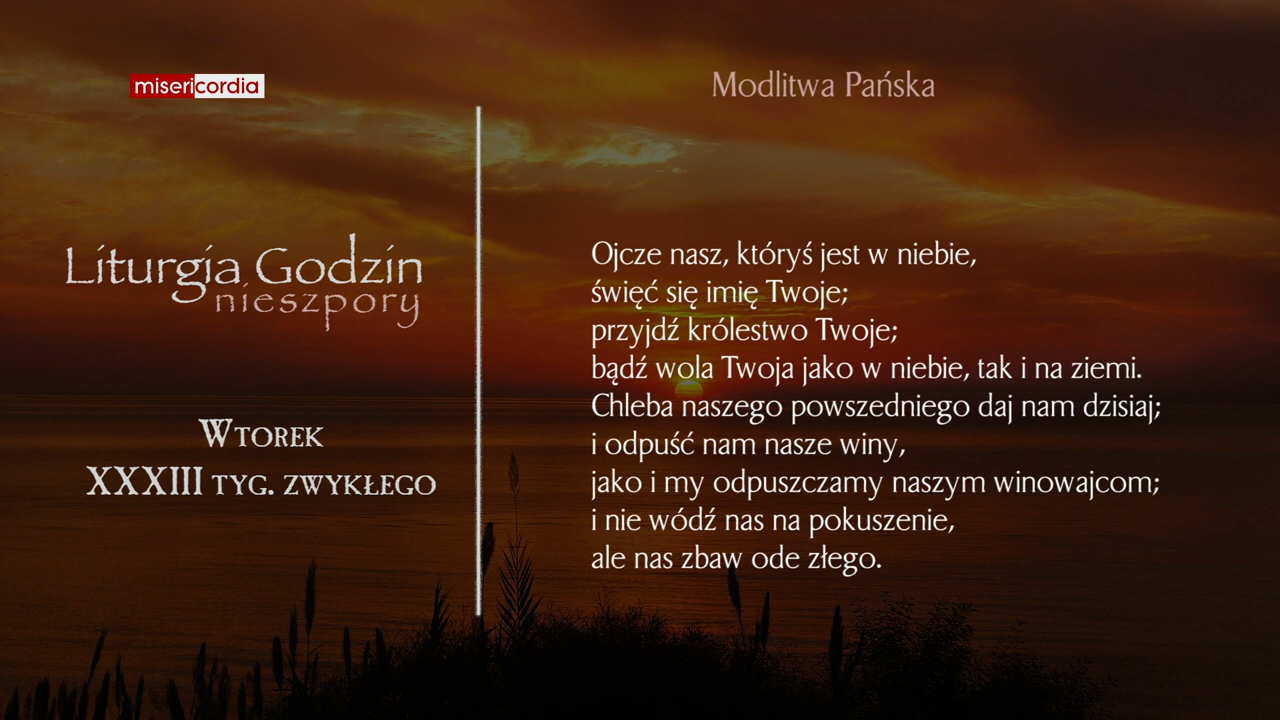 misericordia
Liturgia Godzin
nieszpory
Wtorek
XXXIII tyg. zwykłego
Modlitwa Pańska
Ojcze nasz, któryś jest w niebie,
święć się imię Twoje;
przyjdź królestwo Twoje;
bądź wola Twoja jako w niebie, tak i na ziemi.
Chleba naszego powszedniego daj nam dzisiaj;
i odpuść nam nasze winy,
jako i my odpuszczamy naszym winowajcom;
i nie wódź nas na pokuszenie,
ale nas zbaw ode złego.